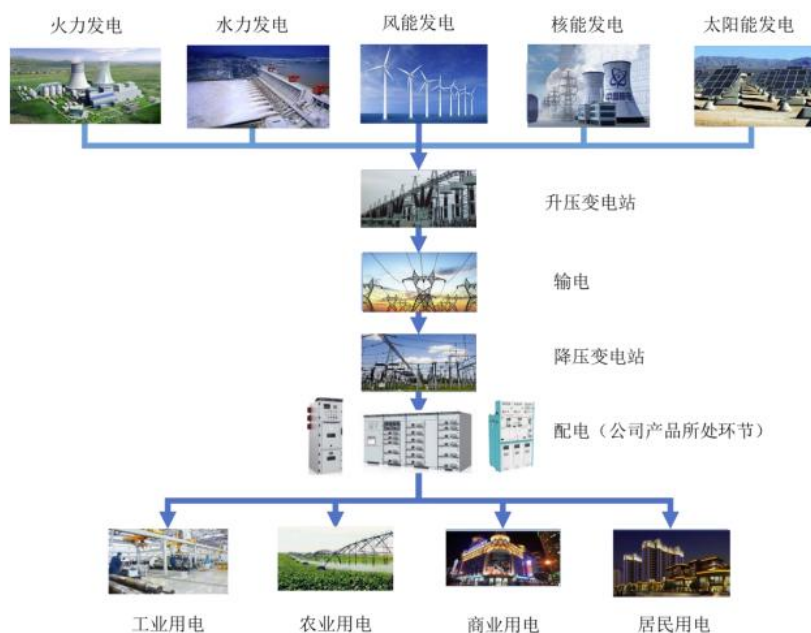 火力发电
水力发电
风能发电
核能发电
太阳能发电
升压变电站
输电
降压变电站
配电（公司产品所处环节）
工业用电
农业用电
商业用电
居民用电